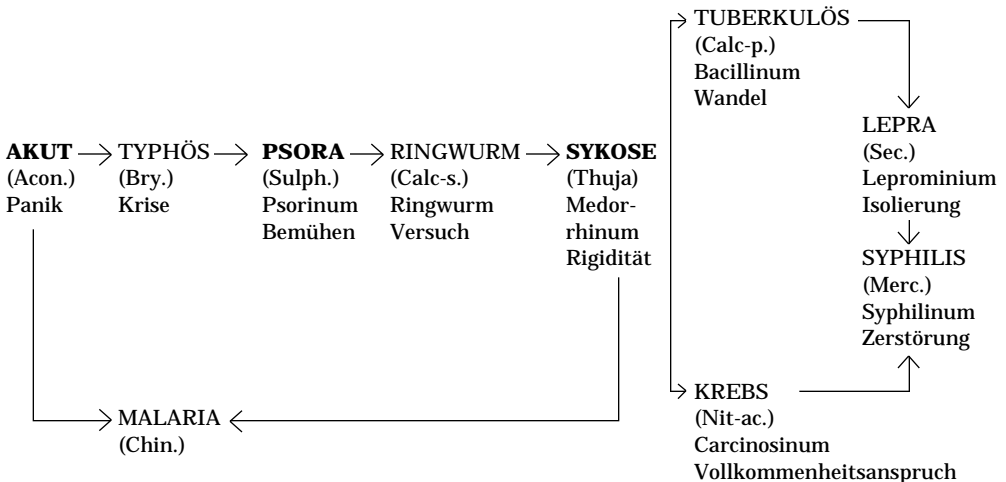 AKUT
(Acon.)
Panik
TYPHÖS
(Bry.)
Krise
PSORA
(Sulph.)
Psorinum
Bemühen
RINGWURM
(Calc-s.)
Ringwurm
Versuch
SYKOSE
(Thuja)
Medor-
rhinum
Rigidität
MALARIA
(Chin.)
TUBERKULÖS
(Calc-p.)
Bacillinum
Wandel
LEPRA
(Sec.)
Leprominium
Isolierung
SYPHILIS
(Merc.)
Syphilinum
Zerstörung
KREBS
(Nit-ac.)
Carcinosinum
Vollkommenheitsanspruch